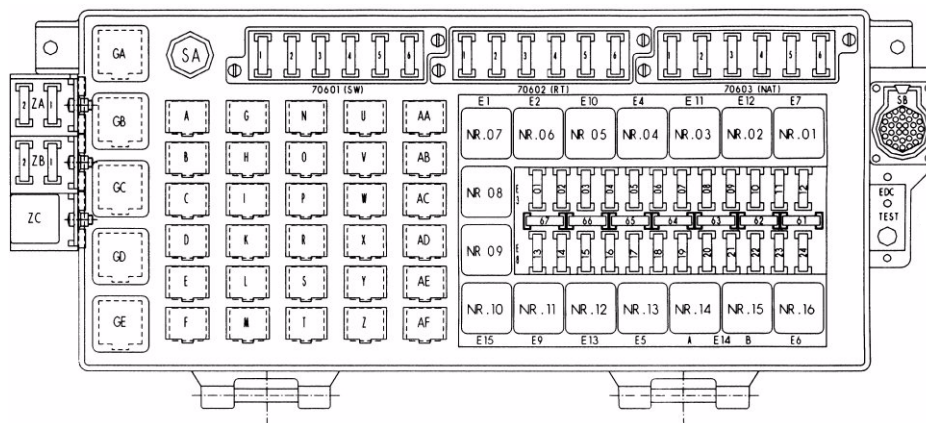 GA
SA
1 2 3 4 5 6
1 2 3 4 5 6
1 2 3 4 5 6
70601 (SW)
70602 (RT)
70603 (NAT)
2 ZA 1
GB
2 ZB 1
GC
ZC
GD
GE
A G N U AA
B H O V AB
C I P W AC
D K R X AD
E L S Y AE
F M T Z AF
E1 E2 E10 E4 E11 E12 E7
NR.07 NR.06 NR 05 NR.04 NR.03 NR.02 NR.01
NR 08
01 02 03 04 05 06 07 08 09 10 11 12
67 66 65 64 63 62 61
NR 09
13 14 15 16 17 18 19 20 21 22 23 24
NR.10 NR.11 NR.12 NR.13 NR.14 NR.15 NR.16
E15 E9 E13 E5 A E14 B E6
SB
EDC
TEST